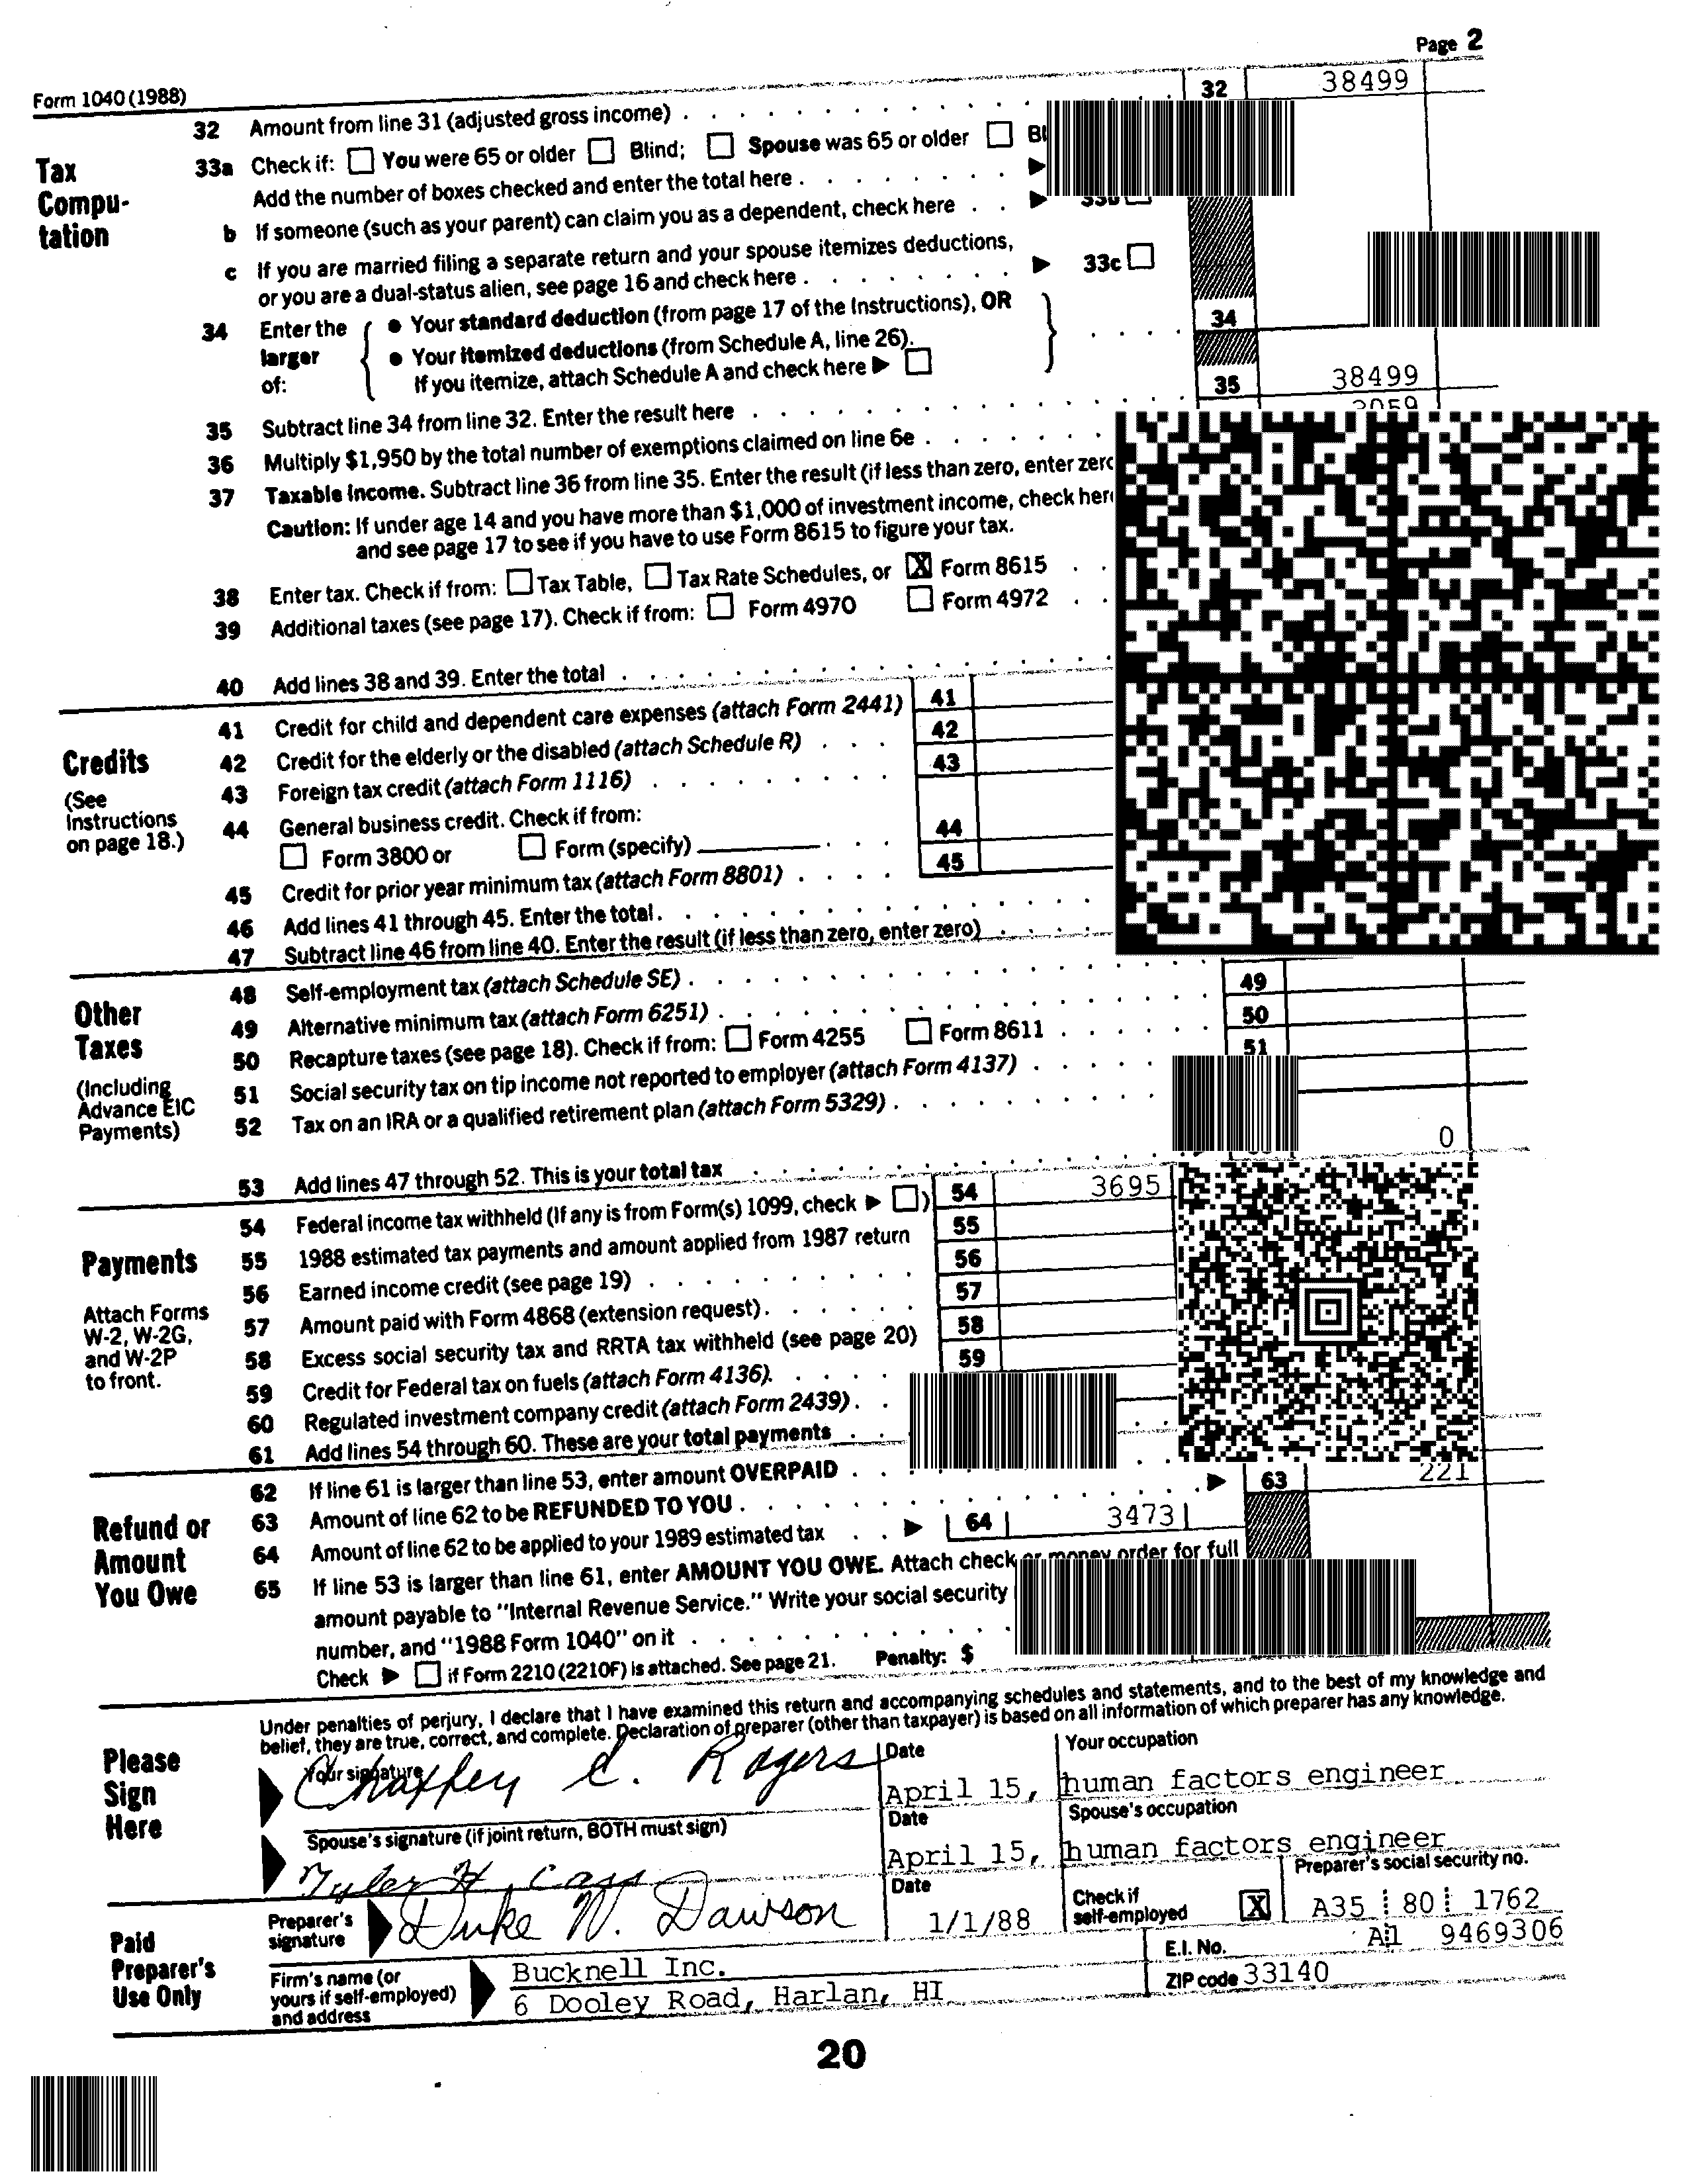 Page 2
Form 1040 (1988)
32 Amount from line 31 (adjusted gross income) 32 38499
Tax Compu-tation
33a Check if: You were 65 or older Blind; Spouse was 65 or older
Add the number of boxes checked and enter the total here
b If someone (such as your parent) can claim you as a dependent, check here
c If you are married filing a separate return and your spouse itemizes deductions,
or you are a dual-status alien, see page 16 and check here 33c
34 Enter the larger of:
• Your standard deduction (from page 17 of the Instructions), OR 34
• Your itemized deductions (from Schedule A, line 26).
If you itemize, attach Schedule A and check here
35 Subtract line 34 from line 32. Enter the result here 35 38499
36 Multiply $1,950 by the total number of exemptions claimed on line 6e
37 Taxable income. Subtract line 36 from line 35. Enter the result (if less than zero, enter
Caution: If under age 14 and you have more than $1,000 of investment income, check
and see page 17 to see if you have to use Form 8615 to figure your tax.
38 Enter tax. Check if from: Tax Table, Tax Rate Schedules, or X Form 8615
39 Additional taxes (see page 17). Check if from: Form 4970 Form 4972
40 Add lines 38 and 39. Enter the total
Credits
(See Instructions on page 18.)
41 Credit for child and dependent care expenses (attach Form 2441) 41
42 Credit for the elderly or the disabled (attach Schedule R) 42
43 Foreign tax credit (attach Form 1116) 43
44 General business credit. Check if from:
Form 3800 or Form (specify) 44
45 Credit for prior year minimum tax (attach Form 8801) 45
46 Add lines 41 through 45. Enter the total.
47 Subtract line 46 from line 40. Enter the result (if less than zero, enter zero)
Other Taxes
(Including Advance EIC Payments)
48 Self-employment tax (attach Schedule SE)
49 Alternative minimum tax (attach Form 6251) 49
50 Recapture taxes (see page 18). Check if from: Form 4255 Form 8611 50
51 Social security tax on tip income not reported to employer (attach Form 4137) 51
52 Tax on an IRA or a qualified retirement plan (attach Form 5329)
53 Add lines 47 through 52. This is your total tax 0
Payments
Attach Forms W-2, W-2G, and W-2P to front.
54 Federal income tax withheld (If any is from Form(s) 1099, check ) 54 3695
55 1988 estimated tax payments and amount applied from 1987 return 55
56 Earned income credit (see page 19) 56
57 Amount paid with Form 4868 (extension request). 57
58 Excess social security tax and RRTA tax withheld (see page 20) 58
59 Credit for Federal tax on fuels (attach Form 4136). 59
60 Regulated investment company credit (attach Form 2439)
61 Add lines 54 through 60. These are your total payments
Refund or Amount You Owe
62 If line 61 is larger than line 53, enter amount OVERPAID
63 Amount of line 62 to be REFUNDED TO YOU 63 221
64 Amount of line 62 to be applied to your 1989 estimated tax 64 3473
65 If line 53 is larger than line 61, enter AMOUNT YOU OWE. Attach check or money order for full
amount payable to "Internal Revenue Service." Write your social security
number, and "1988 Form 1040" on it
Check if Form 2210 (2210F) is attached. See page 21. Penalty: $
Under penalties of perjury, I declare that I have examined this return and accompanying schedules and statements, and to the best of my knowledge and
belief, they are true, correct, and complete. Declaration of preparer (other than taxpayer) is based on all information of which preparer has any knowledge.
Please Sign Here
Your signature Date Your occupation
C. Rogers April 15, human factors engineer
Spouse's signature (if joint return, BOTH must sign) Date Spouse's occupation
Tyler H. Cass April 15, human factors engineer
Paid Preparer's Use Only
Preparer's signature Date Check if self-employed Preparer's social security no.
Duke W. Dawson 1/1/88 X A35 80 1762
Firm's name (or yours if self-employed) and address
Bucknell Inc. E.I. No. A1 9469306
6 Dooley Road, Harlan, HI ZIP code 33140
20